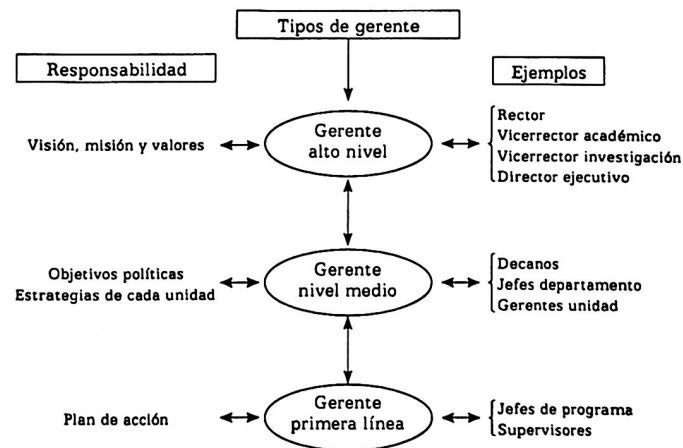 Tipos de gerente
Responsabilidad
Ejemplos
Visión, misión y valores
Gerente
alto nivel
Rector
Vicerrector académico
Vicerrector investigación
Director ejecutivo
Objetivos políticas
Estrategias de cada unidad
Gerente
nivel medio
Decanos
Jefes departamento
Gerentes unidad
Plan de acción
Gerente
primera línea
Jefes de programa
Supervisores